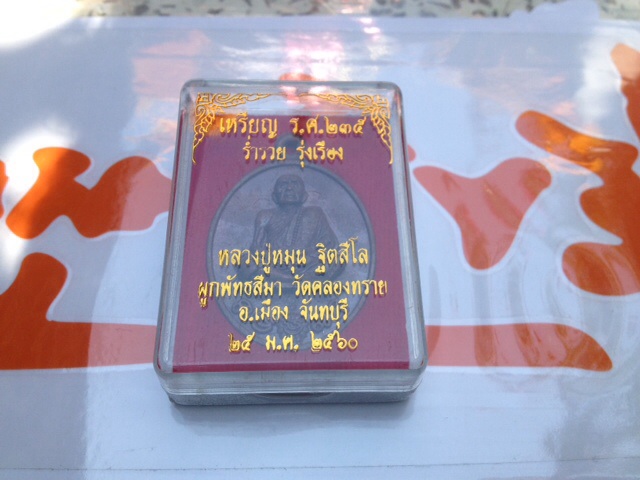 เหรียญ ร.ศ.๒๓๕
ร่ำรวย รุ่งเรือง
หลวงปู่หมุน ฐิตสีโล
ผูกพัทธสีมา วัดคลองทราย
อ.เมือง จันทบุรี
๒๕ ม.ค. ๒๕๖๐